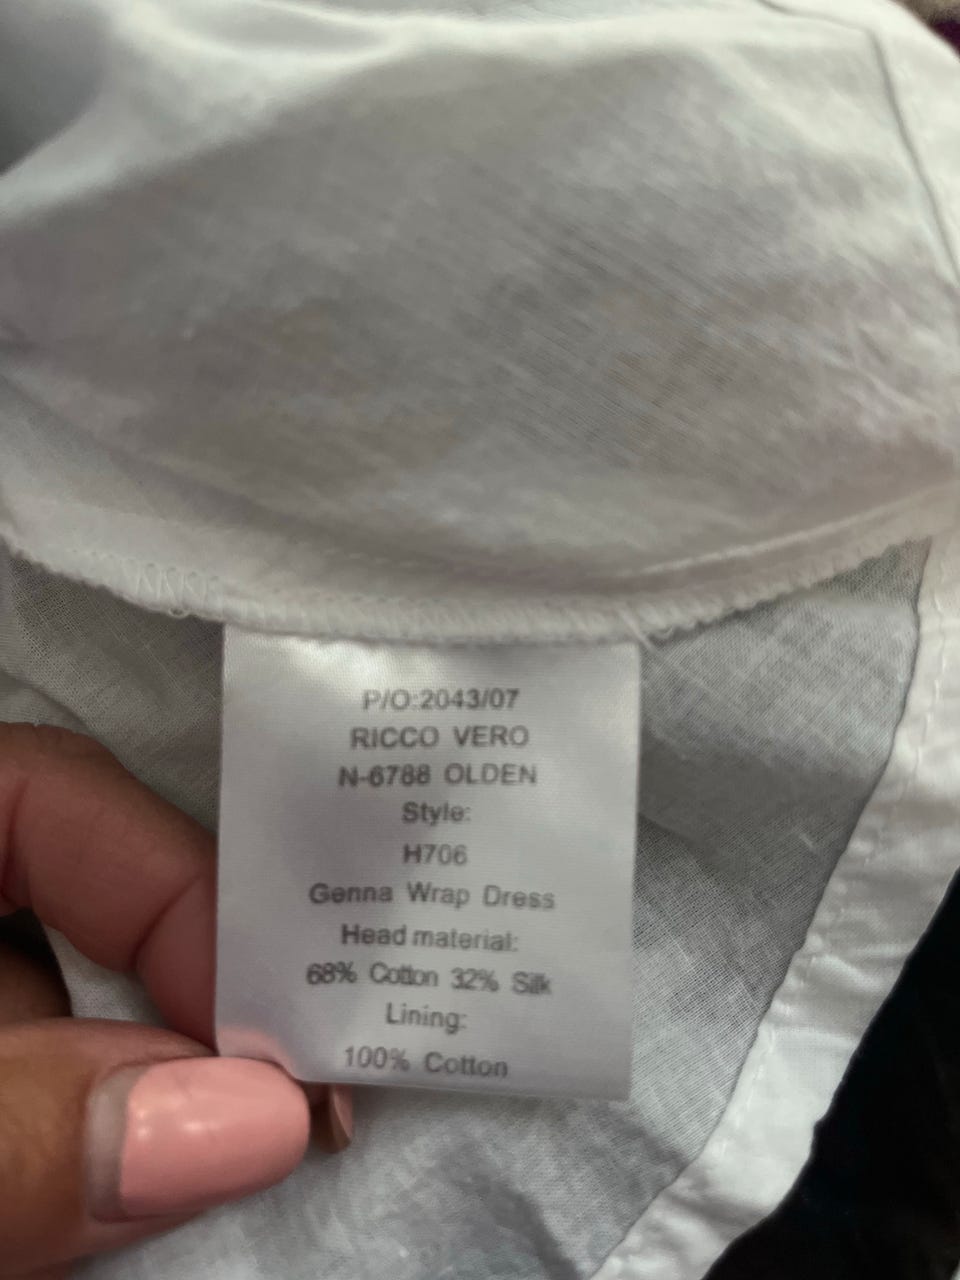 P/O:2043/07
RICCO VERO
N-6788 OLDEN
Style:
H706
Genna Wrap Dress
Head material:
68% Cotton 32% Silk
Lining:
100% Cotton